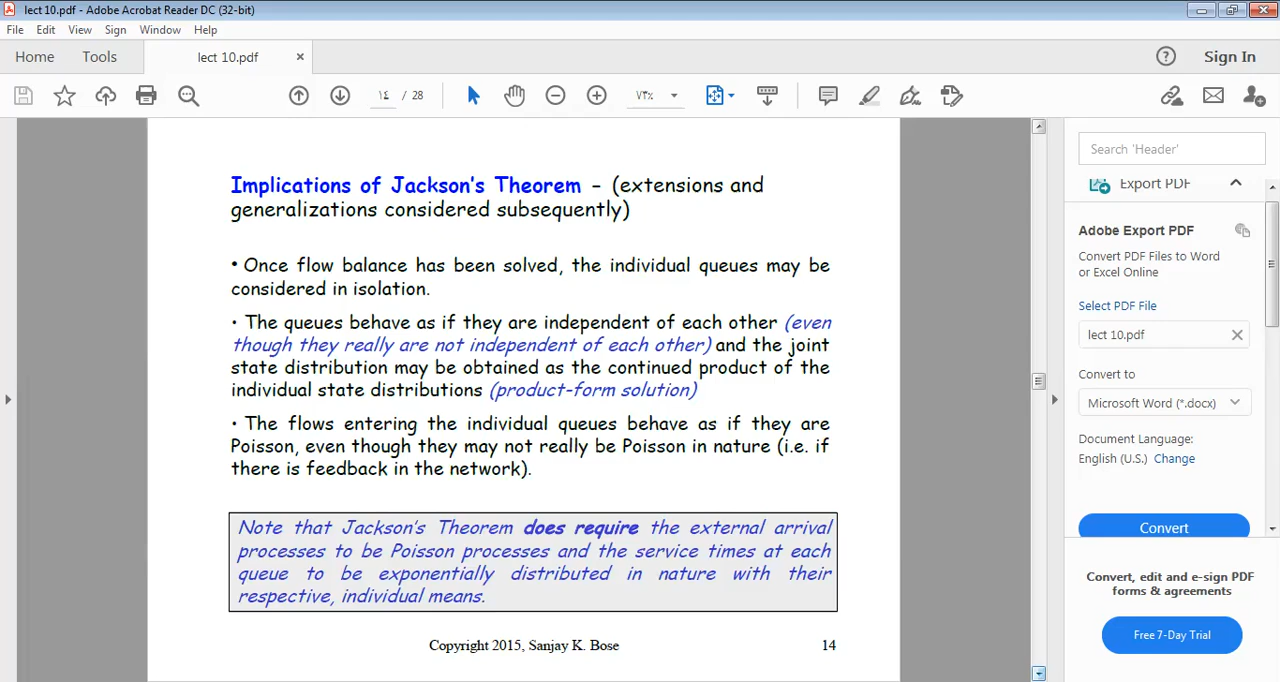 lect 10.pdf - Adobe Acrobat Reader DC (32-bit)
File Edit View Sign Window Help
Home Tools lect 10.pdf × ? Sign In
١٤ / 28 ٧٣%
Implications of Jackson's Theorem – (extensions and
generalizations considered subsequently)
• Once flow balance has been solved, the individual queues may be
considered in isolation.
• The queues behave as if they are independent of each other (even
though they really are not independent of each other) and the joint
state distribution may be obtained as the continued product of the
individual state distributions (product-form solution)
• The flows entering the individual queues behave as if they are
Poisson, even though they may not really be Poisson in nature (i.e. if
there is feedback in the network).
Note that Jackson's Theorem does require the external arrival
processes to be Poisson processes and the service times at each
queue to be exponentially distributed in nature with their
respective, individual means.
Copyright 2015, Sanjay K. Bose 14
Search 'Header'
Export PDF
Adobe Export PDF
Convert PDF Files to Word
or Excel Online
Select PDF File
lect 10.pdf
Convert to
Microsoft Word (*.docx)
Document Language:
English (U.S.) Change
Convert
Convert, edit and e-sign PDF
forms & agreements
Free 7-Day Trial